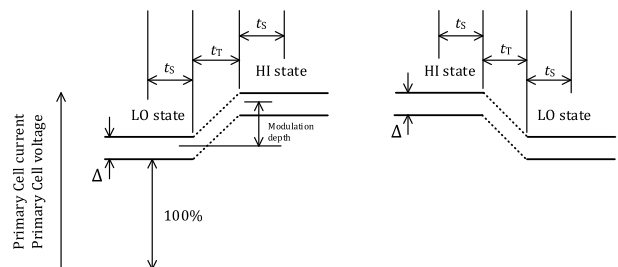 tS
tT
tS
HI state
LO state
Modulation
depth
Δ
100%
Primary Cell current
Primary Cell voltage
tS
tT
tS
HI state
LO state
Δ